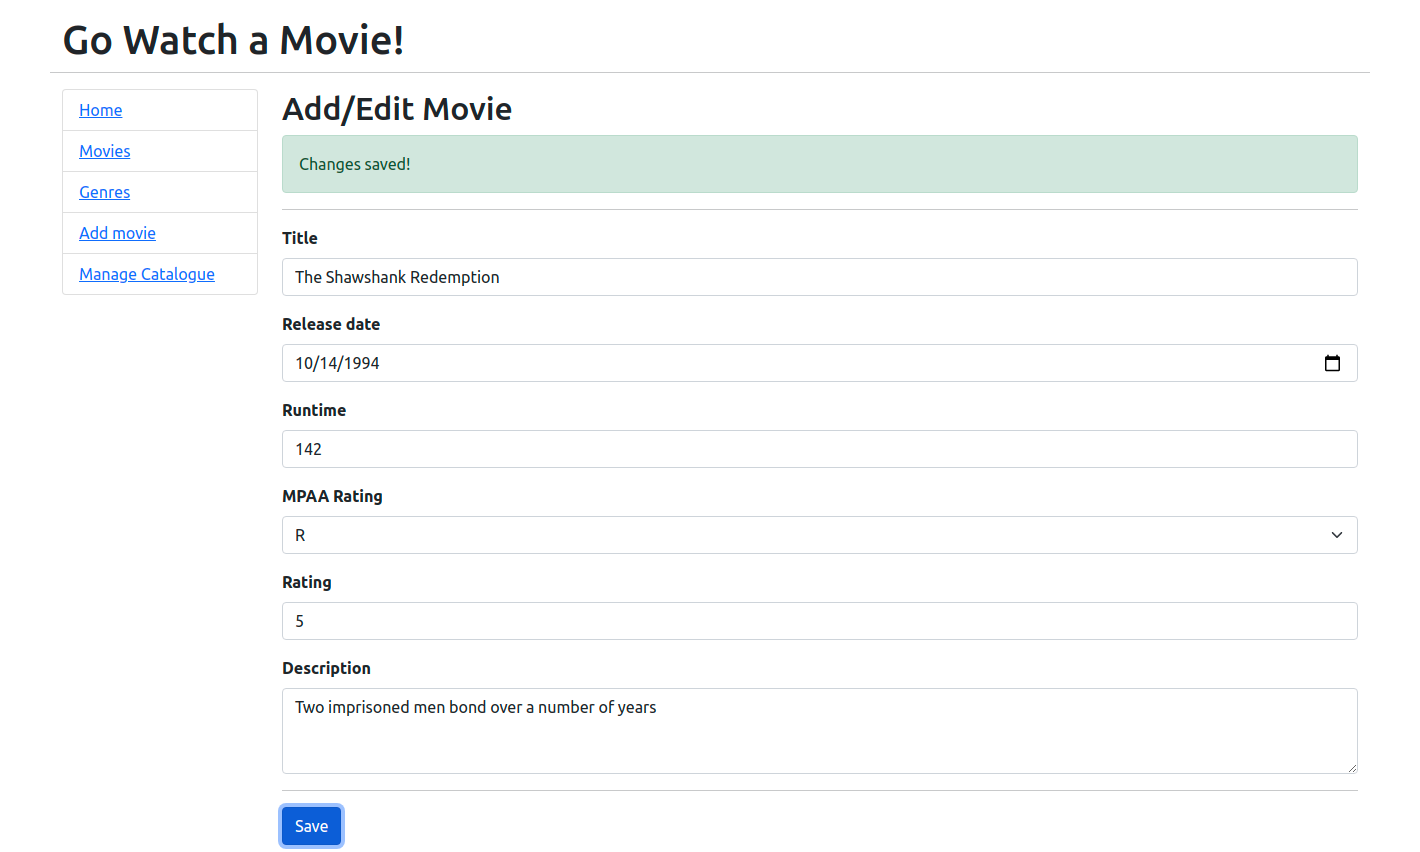 Go Watch a Movie!
Home
Movies
Genres
Add movie
Manage Catalogue
Add/Edit Movie
Changes saved!
Title
The Shawshank Redemption
Release date
10/14/1994
Runtime
142
MPAA Rating
R
Rating
5
Description
Two imprisoned men bond over a number of years
Save